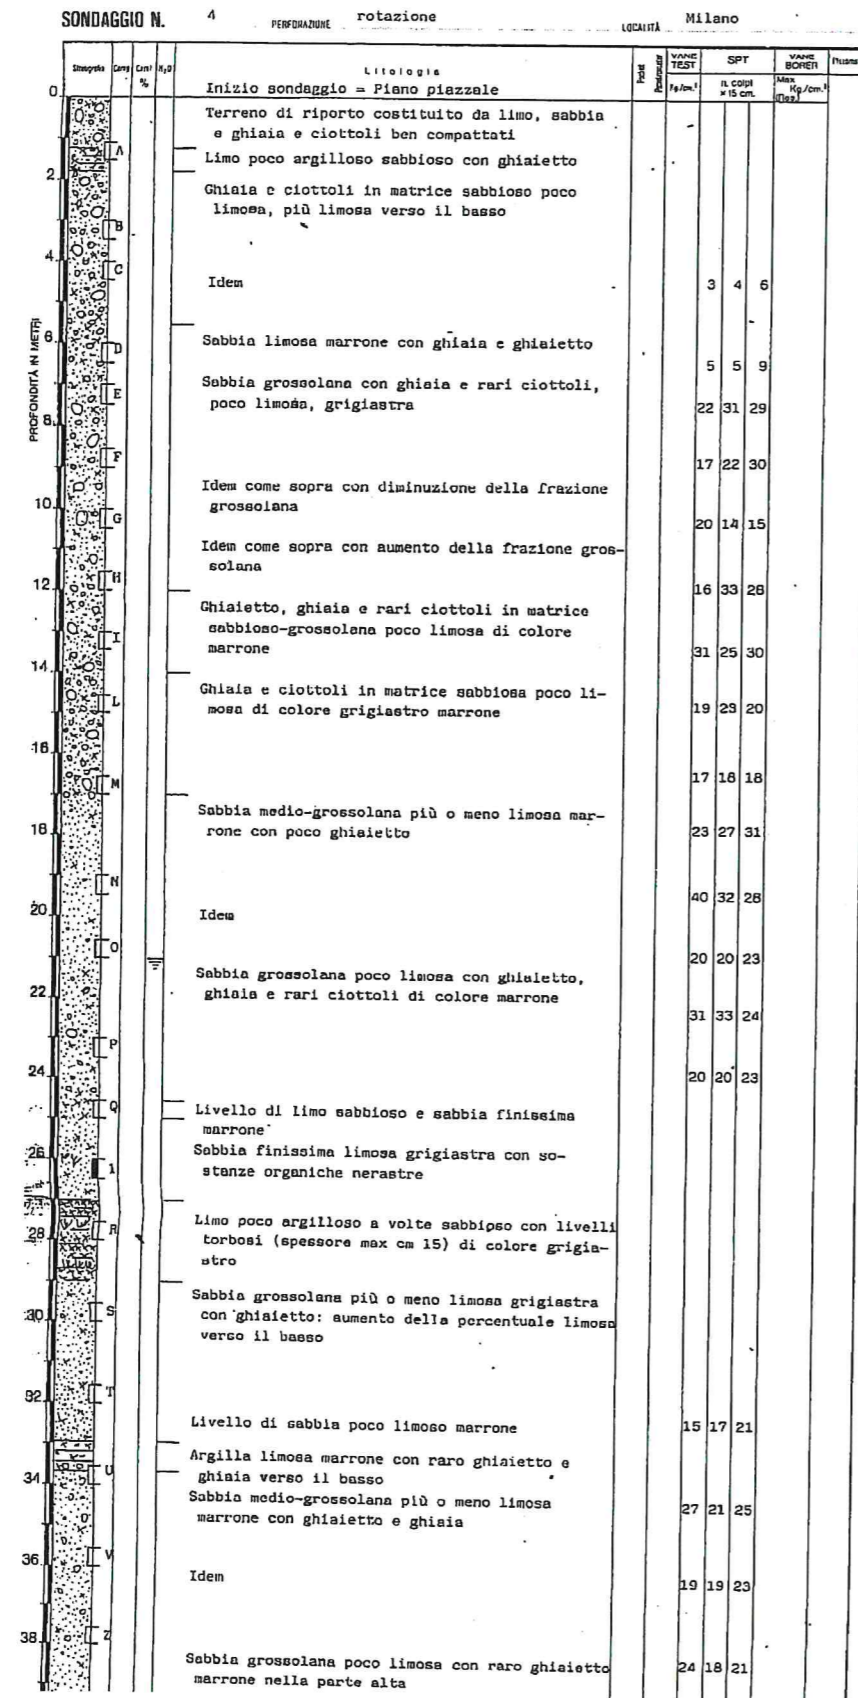 SONDAGGIO N. 4 PERFORAZIONE rotazione LOCALITÀ Milano
Stratigrafia Camp Cari % H₂O Litologia Pocket Penetrometer VANE TEST SPT VANE BORER
Kg/cm.² n. colpi x 15 cm. Max Kg/cm.²
0 Inizio sondaggio = Piano piazzale
Terreno di riporto costituito da limo, sabbia
e ghiaia e ciottoli ben compattati
A Limo poco argilloso sabbioso con ghiaietto
2
Ghiaia e ciottoli in matrice sabbioso poco
limosa, più limosa verso il basso
B
4
C
Idem 3 4 6
PROFONDITÀ IN METRI
6 Sabbia limosa marrone con ghiaia e ghiaietto
D
5 5 9
Sabbia grossolana con ghiaia e rari ciottoli,
E
poco limosa, grigiastra 22 31 29
8
F 17 22 30
Idem come sopra con diminuzione della frazione
10 grossolana
G 20 14 15
Idem come sopra con aumento della frazione gros-
solana
H
12 16 33 28
Ghiaietto, ghiaia e rari ciottoli in matrice
sabbioso-grossolana poco limosa di colore
I
marrone 31 25 30
14
Ghiaia e ciottoli in matrice sabbiosa poco li-
L
mosa di colore grigiastro marrone 19 29 20
16
M 17 18 18
Sabbia medio-grossolana più o meno limosa mar-
18 rone con poco ghiaietto 23 27 31
N
40 32 28
20 Idem
O
20 20 23
Sabbia grossolana poco limosa con ghiaietto,
22 ghiaia e rari ciottoli di colore marrone
31 33 24
P
24 20 20 23
Q Livello di limo sabbioso e sabbia finissima
marrone
26 Sabbia finissima limosa grigiastra con so-
1 stanze organiche nerastre
R Limo poco argilloso a volte sabbioso con livelli
28 torbosi (spessore max cm 15) di colore grigia-
stro
Sabbia grossolana più o meno limosa grigiastra
30 S con ghiaietto: aumento della percentuale limosa
verso il basso
T
32
Livello di sabbia poco limoso marrone 15 17 21
Argilla limosa marrone con raro ghiaietto e
34 U ghiaia verso il basso
Sabbia medio-grossolana più o meno limosa
marrone con ghiaietto e ghiaia 27 21 25
V
36
Idem 19 19 23
Z
38
Sabbia grossolana poco limosa con raro ghiaietto 24 18 21
marrone nella parte alta